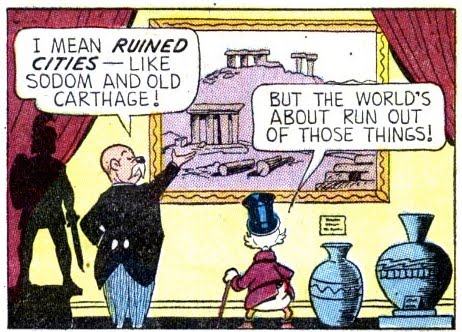 I MEAN RUINED
CITIES — LIKE
SODOM AND OLD
CARTHAGE!
BUT THE WORLD'S
ABOUT RUN OUT
OF THOSE THINGS!